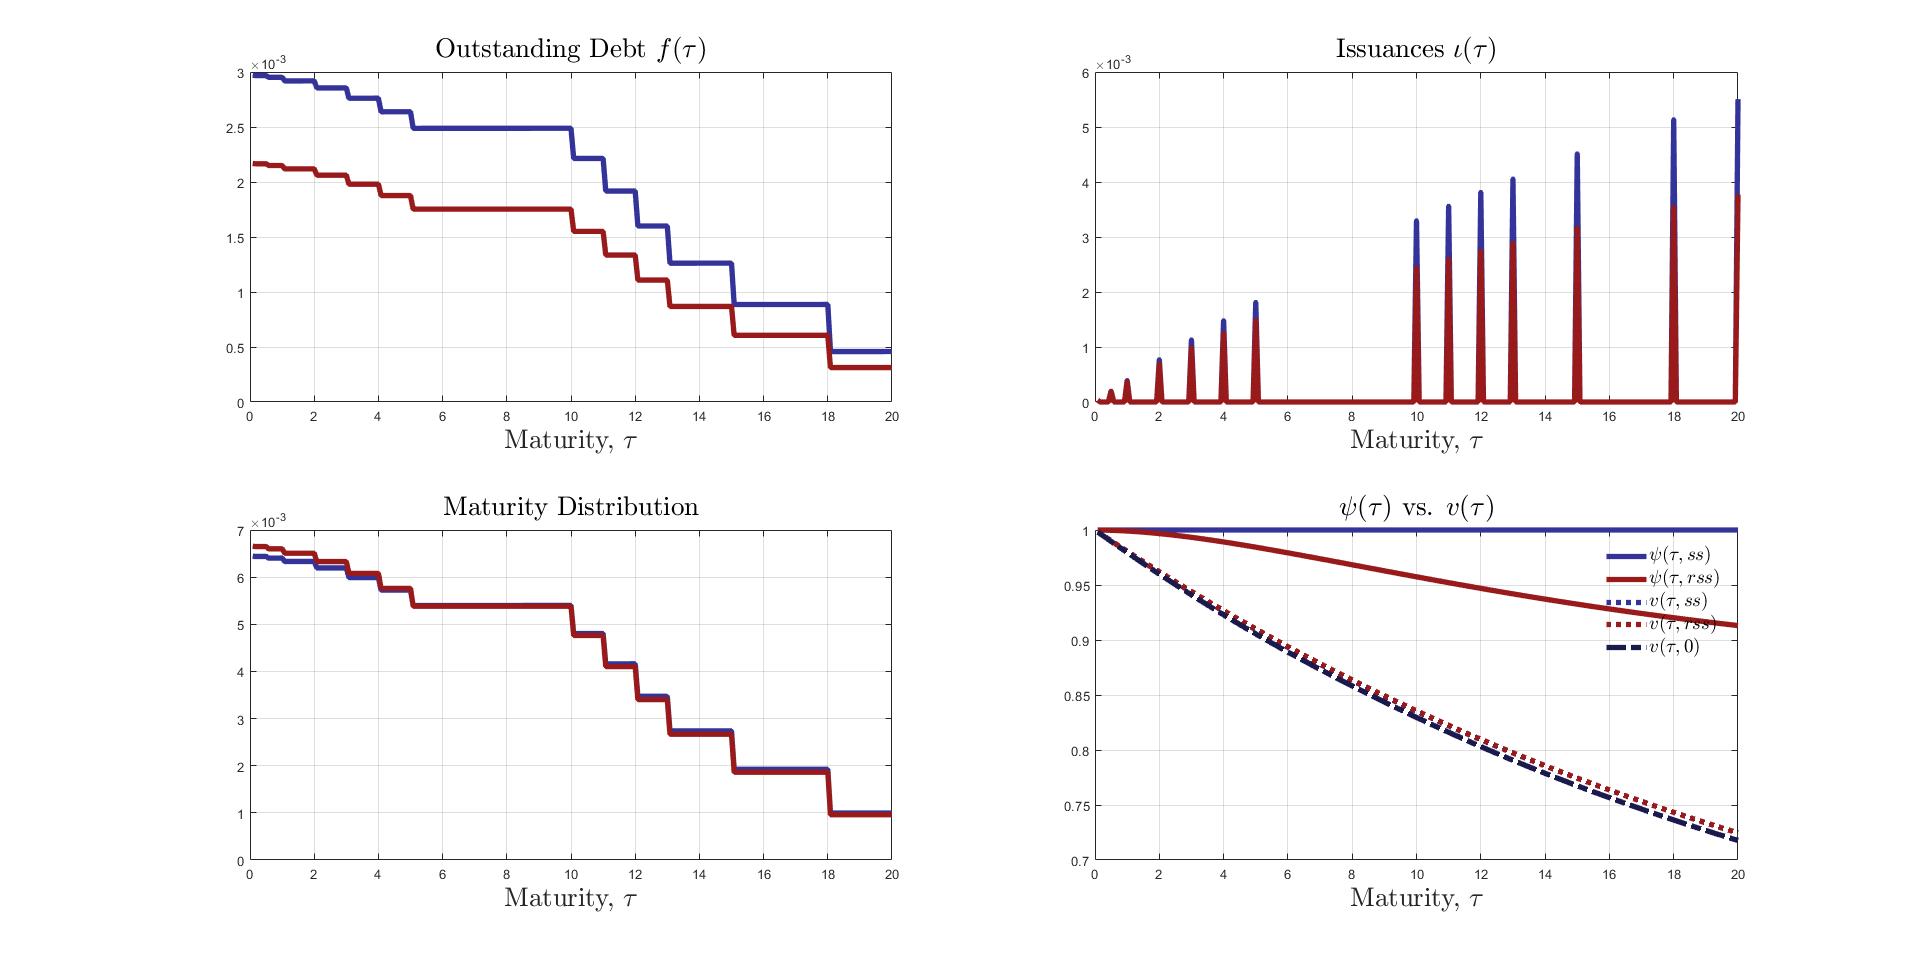 Outstanding Debt f(τ)
×10⁻³
3
2.5
2
1.5
1
0.5
0
0 2 4 6 8 10 12 14 16 18 20
Maturity, τ
Issuances ι(τ)
×10⁻³
6
5
4
3
2
1
0
0 2 4 6 8 10 12 14 16 18 20
Maturity, τ
Maturity Distribution
×10⁻³
7
6
5
4
3
2
1
0
0 2 4 6 8 10 12 14 16 18 20
Maturity, τ
ψ(τ) vs. v(τ)
1
0.95
0.9
0.85
0.8
0.75
0.7
ψ(τ, ss)
ψ(τ, rss)
v(τ, ss)
v(τ, rss)
v(τ, 0)
0 2 4 6 8 10 12 14 16 18 20
Maturity, τ